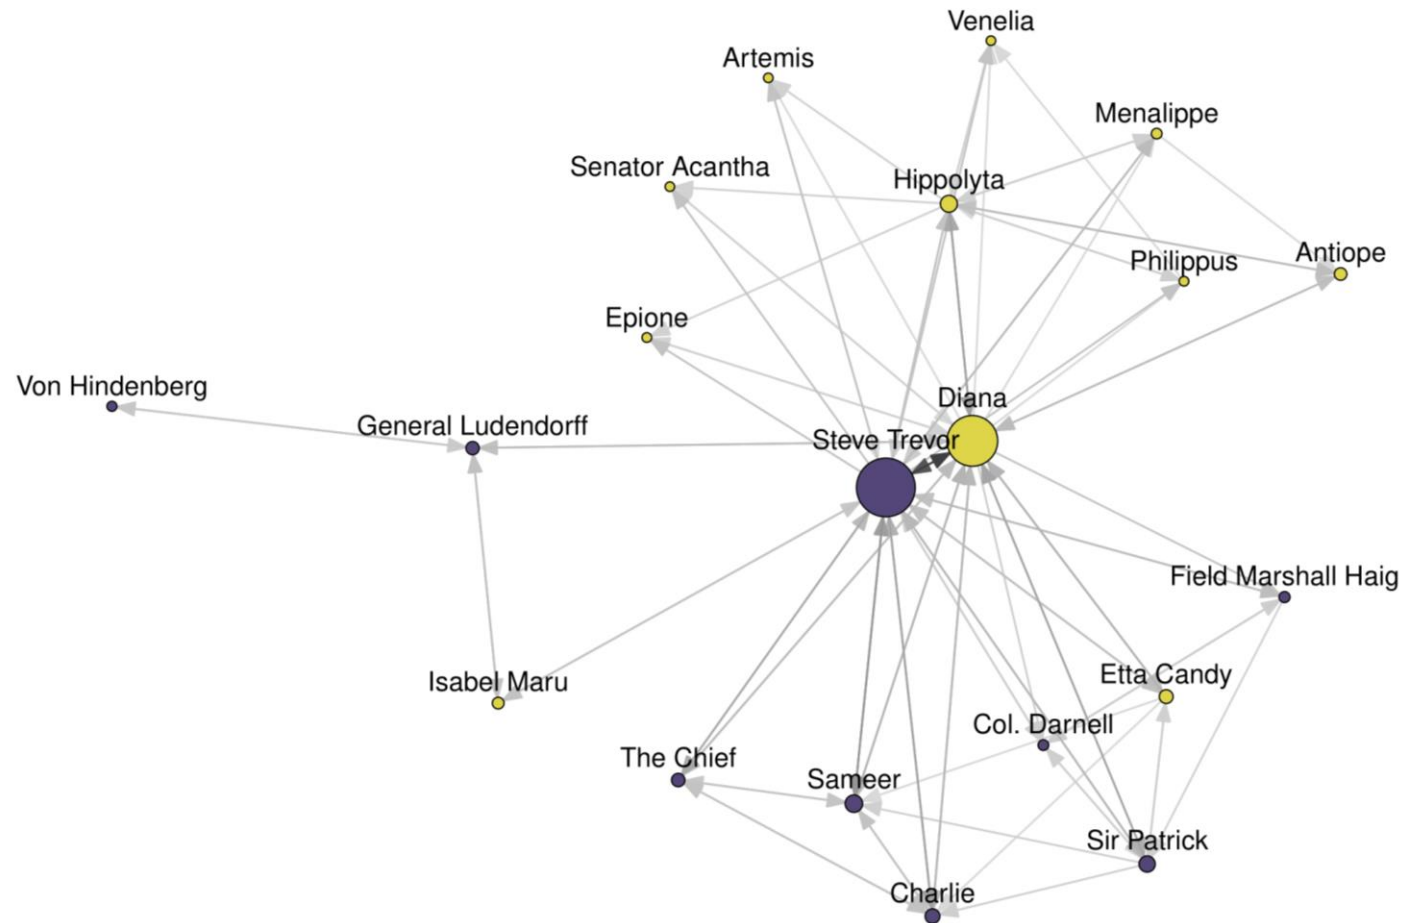 Venelia
Artemis
Menalippe
Senator Acantha
Hippolyta
Philippus
Antiope
Epione
Von Hindenberg
Diana
General Ludendorff
Steve Trevor
Field Marshall Haig
Isabel Maru
Etta Candy
Col. Darnell
The Chief
Sameer
Sir Patrick
Charlie